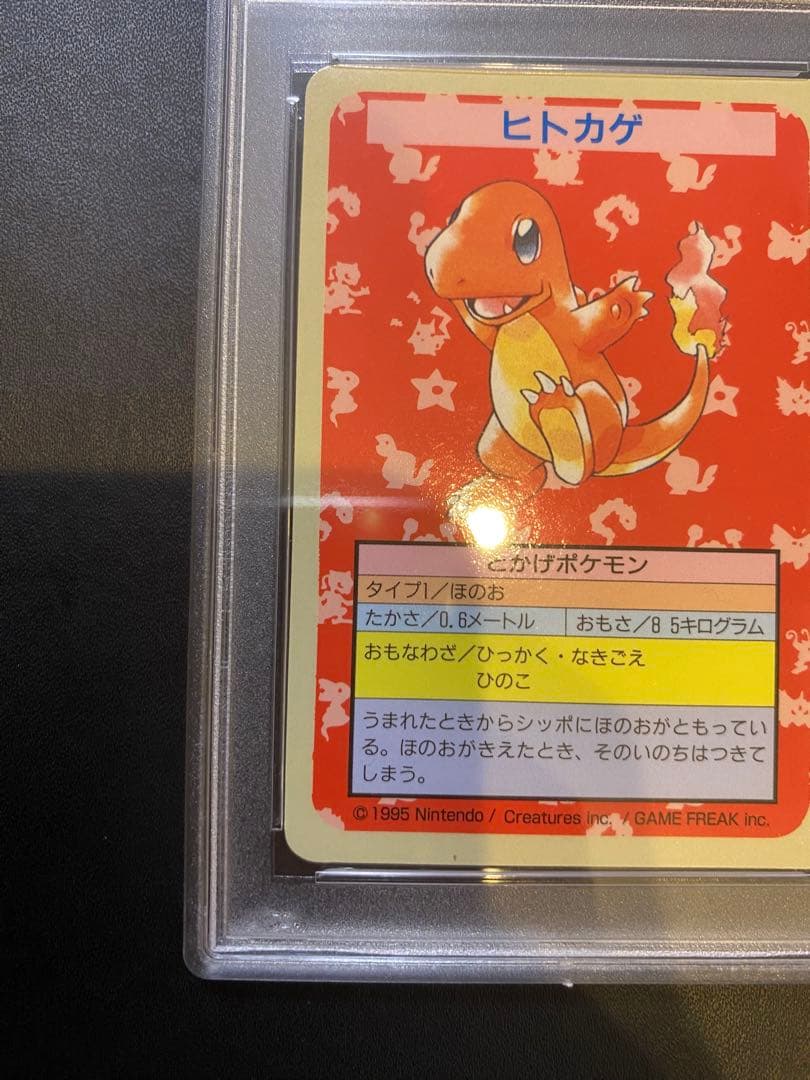 ヒトカゲ
とかげポケモン
タイプ1/ほのお
たかさ/0.6メートル
おもさ/8 5キログラム
おもなわざ/ひっかく・なきごえ
ひのこ
うまれたときからシッポにほのおがともってい
る。ほのおがきえたとき、そのいのちはつきて
しまう。
©1995 Nintendo / Creatures inc. / GAME FREAK inc.